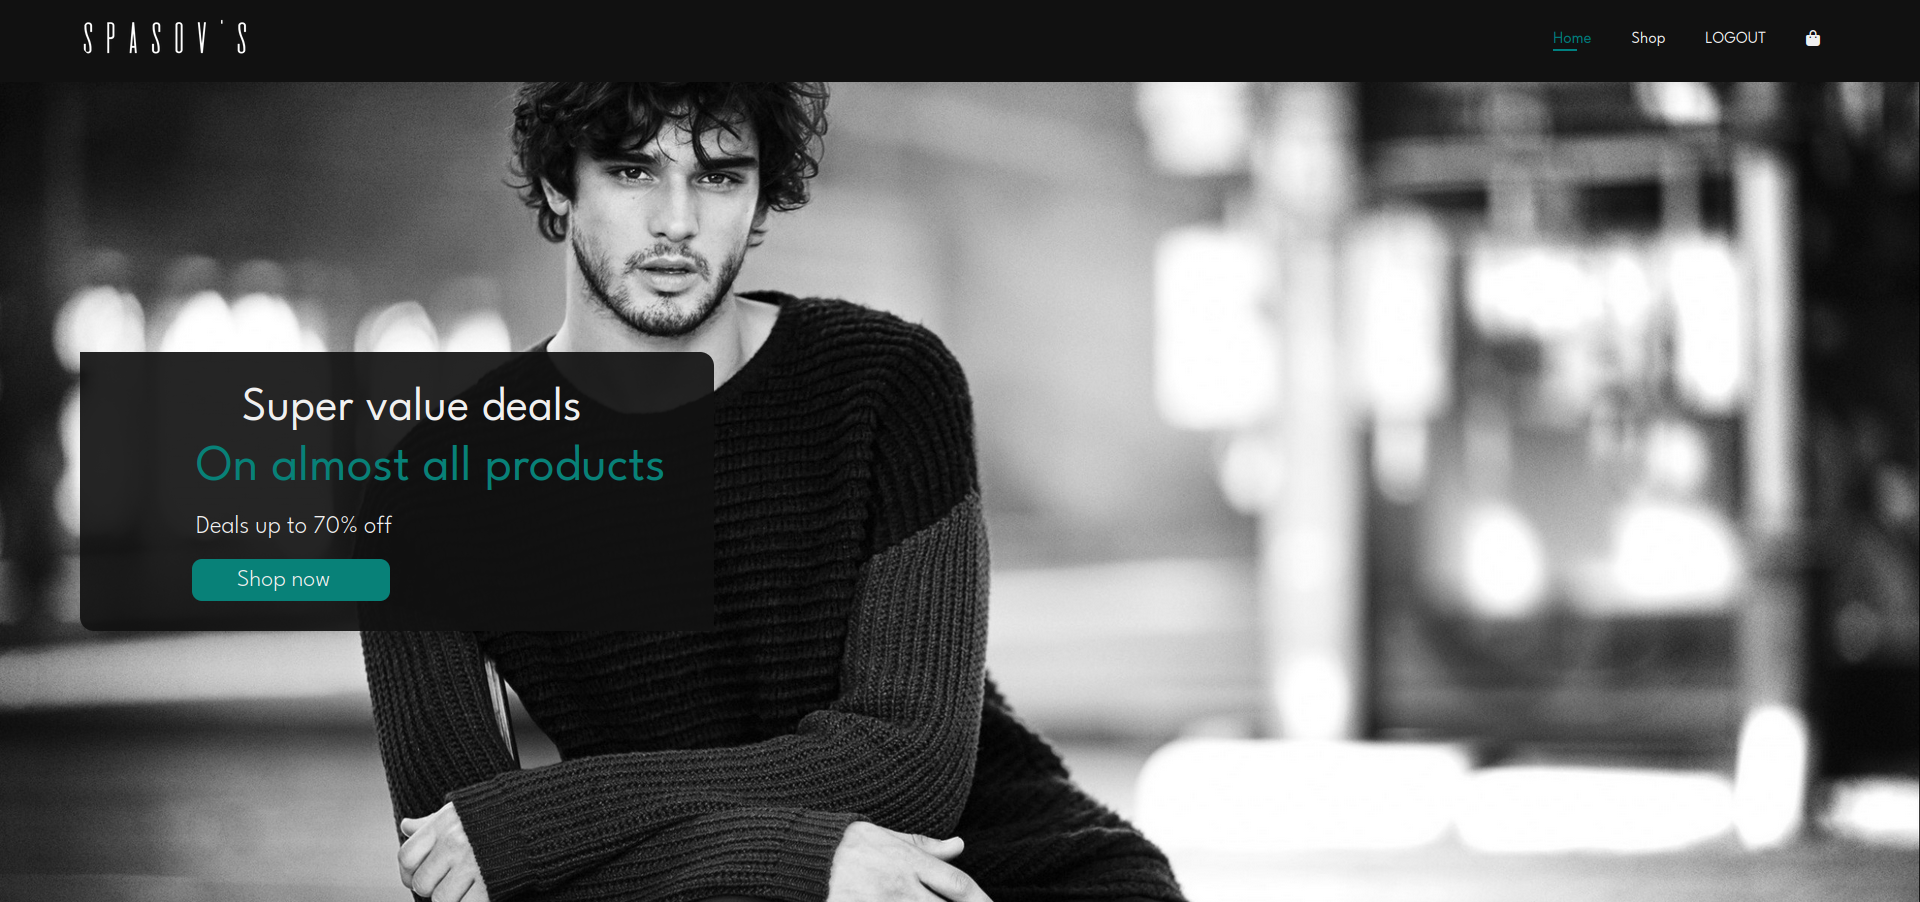 SPASOV'S
Home Shop LOGOUT
Super value deals
On almost all products
Deals up to 70% off
Shop now